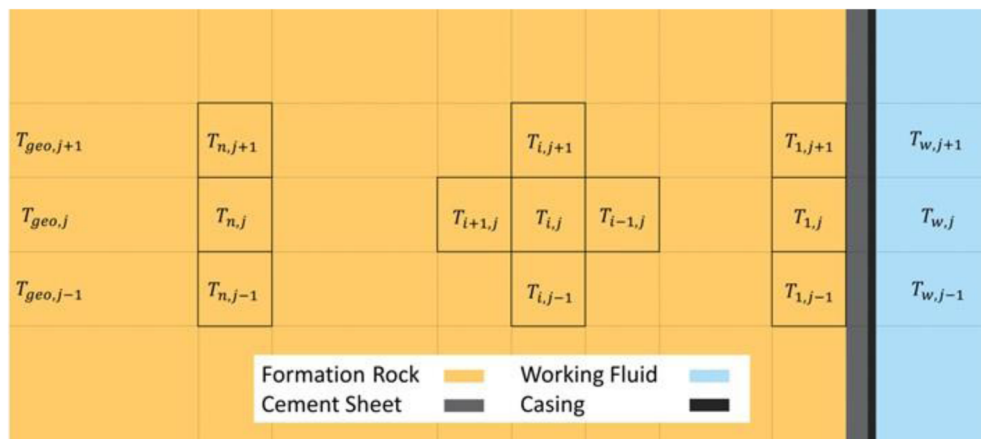 T_{geo,j+1} T_{n,j+1} T_{i,j+1} T_{1,j+1} T_{w,j+1}
T_{geo,j} T_{n,j} T_{i+1,j} T_{i,j} T_{i-1,j} T_{1,j} T_{w,j}
T_{geo,j-1} T_{n,j-1} T_{i,j-1} T_{1,j-1} T_{w,j-1}
Formation Rock Working Fluid
Cement Sheet Casing